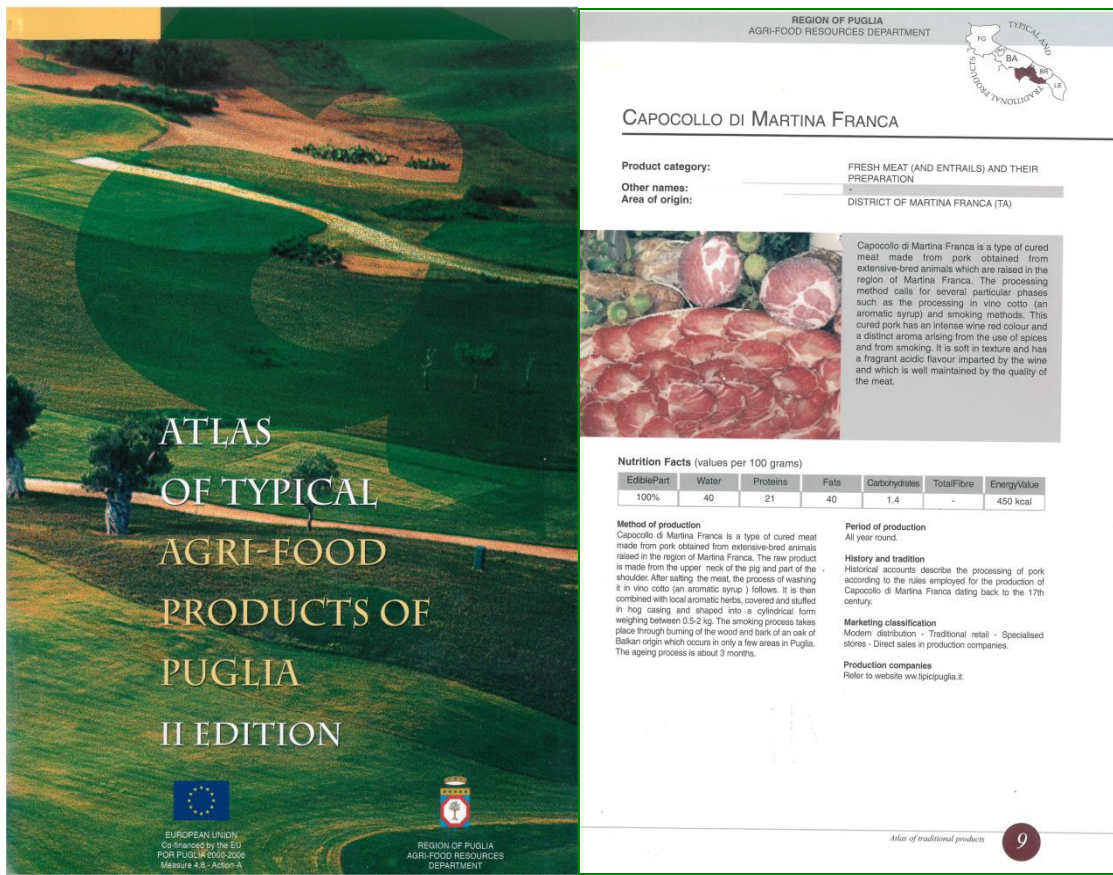 ATLAS
OF TYPICAL
AGRI-FOOD
PRODUCTS OF
PUGLIA
II EDITION
EUROPEAN UNION
Co-financed by the EU
POR PUGLIA 2000-2006
Measure 4.8 - Action-A
REGION OF PUGLIA
AGRI-FOOD RESOURCES
DEPARTMENT
REGION OF PUGLIA
AGRI-FOOD RESOURCES DEPARTMENT
TYPICAL AND
TRADITIONAL PRODUCTS
FG
BA
BR
LE
CAPOCOLLO DI MARTINA FRANCA
Product category: FRESH MEAT (AND ENTRAILS) AND THEIR
PREPARATION
Other names: -
Area of origin: DISTRICT OF MARTINA FRANCA (TA)
Capocollo di Martina Franca is a type of cured
meat made from pork obtained from
extensive-bred animals which are raised in the
region of Martina Franca. The processing
method calls for several particular phases
such as the processing in vino cotto (an
aromatic syrup) and smoking methods. This
cured pork has an intense wine red colour and
a distinct aroma arising from the use of spices
and from smoking. It is soft in texture and has
a fragrant acidic flavour imparted by the wine
and which is well maintained by the quality of
the meat.
Nutrition Facts (values per 100 grams)
EdiblePart Water Proteins Fats Carbohydrates TotalFibre EnergyValue
100% 40 21 40 1.4 - 450 kcal
Method of production
Capocollo di Martina Franca is a type of cured meat
made from pork obtained from extensive-bred animals
raised in the region of Martina Franca. The raw product
is made from the upper neck of the pig and part of the
shoulder. After salting the meat, the process of washing
it in vino cotto (an aromatic syrup ) follows. It is then
combined with local aromatic herbs, covered and stuffed
in hog casing and shaped into a cylindrical form
weighing between 0.5-2 kg. The smoking process takes
place through burning of the wood and bark of an oak of
Balkan origin which occurs in only a few areas in Puglia.
The ageing process is about 3 months.
Period of production
All year round.
History and tradition
Historical accounts describe the processing of pork
according to the rules employed for the production of
Capocollo di Martina Franca dating back to the 17th
century.
Marketing classification
Modern distribution - Traditional retail - Specialised
stores - Direct sales in production companies.
Production companies
Refer to website ww.tipicipuglia.it.
Atlas of traditional products
9